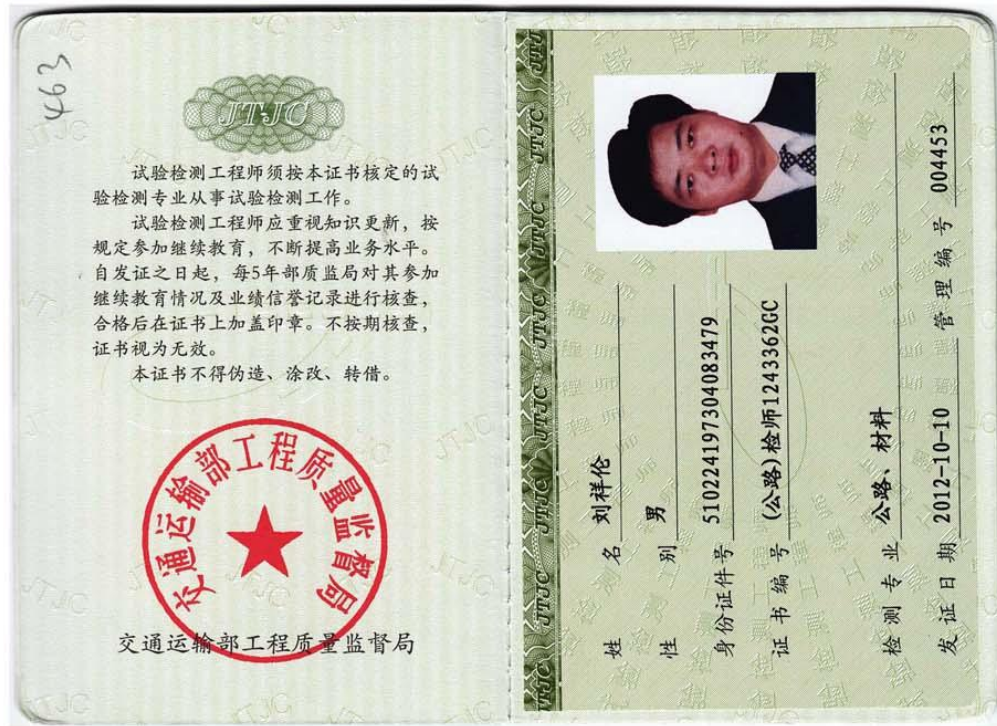 463
JTJC
试验检测工程师须按本证书核定的试
验检测专业从事试验检测工作。
试验检测工程师应重视知识更新，按
规定参加继续教育，不断提高业务水平。
自发证之日起，每5年部质监局对其参加
继续教育情况及业绩信誉记录进行核查，
合格后在证书上加盖印章。不按期核查，
证书视为无效。
本证书不得伪造、涂改、转借。
交通运输部工程质量监督局
交通运输部工程质量监督局
姓名 刘祥伦
性别 男
身份证件号 510224197304083479
证书编号 (公路)检师1243362GC
检测专业 公路、材料
发证日期 2012-10-10 管理编号 004453